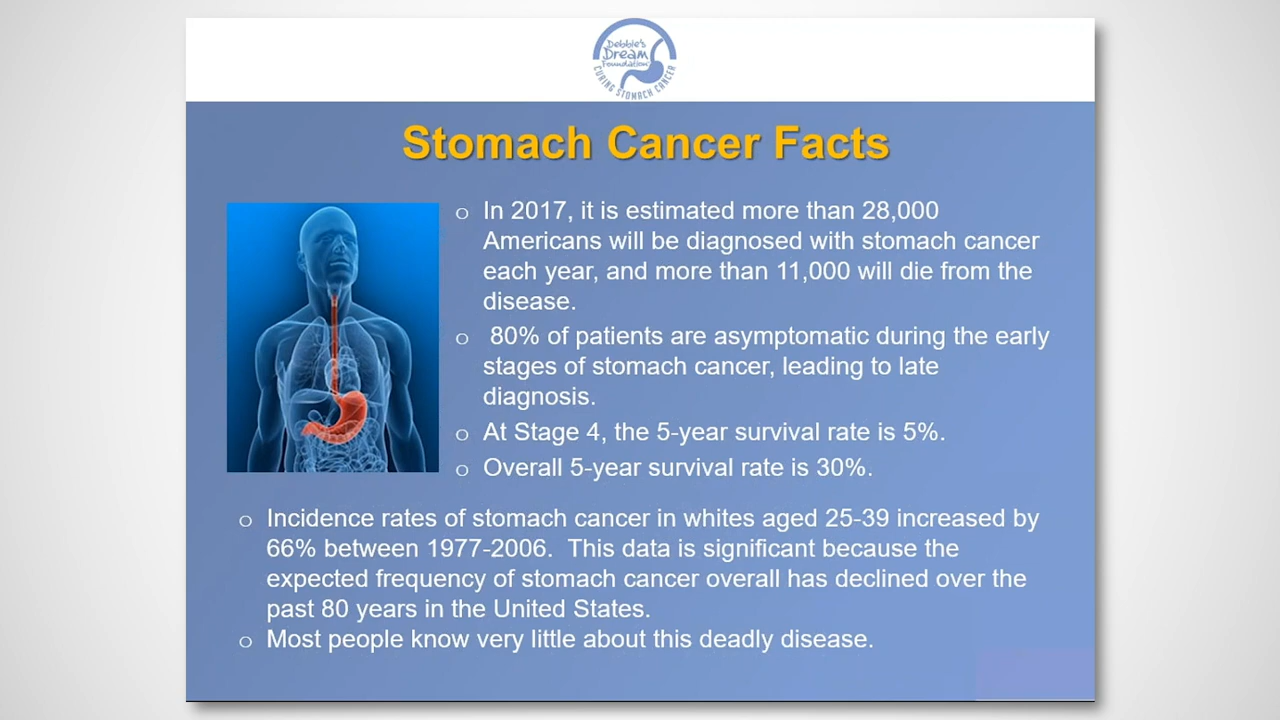 Debbie's
Dream
Foundation
CURING STOMACH CANCER
Stomach Cancer Facts
o In 2017, it is estimated more than 28,000
Americans will be diagnosed with stomach cancer
each year, and more than 11,000 will die from the
disease.
o 80% of patients are asymptomatic during the early
stages of stomach cancer, leading to late
diagnosis.
o At Stage 4, the 5-year survival rate is 5%.
o Overall 5-year survival rate is 30%.
o Incidence rates of stomach cancer in whites aged 25-39 increased by
66% between 1977-2006. This data is significant because the
expected frequency of stomach cancer overall has declined over the
past 80 years in the United States.
o Most people know very little about this deadly disease.